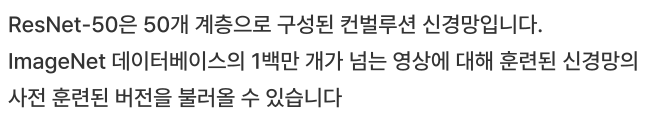 ResNet-50은 50개 계층으로 구성된 컨벌루션 신경망입니다.
ImageNet 데이터베이스의 1백만 개가 넘는 영상에 대해 훈련된 신경망의
사전 훈련된 버전을 불러올 수 있습니다